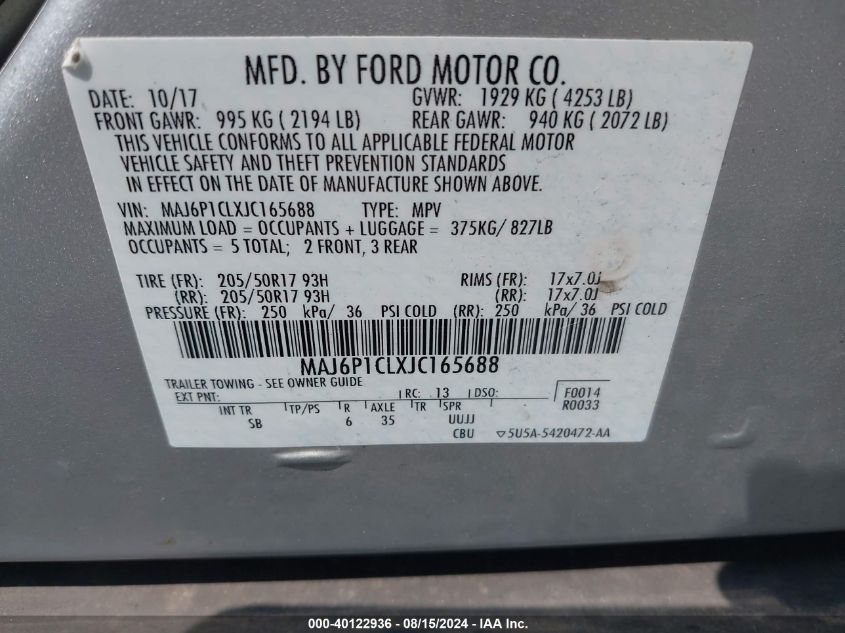 MFD. BY FORD MOTOR CO.
DATE: 10/17 GVWR: 1929 KG ( 4253 LB)
FRONT GAWR: 995 KG ( 2194 LB) REAR GAWR: 940 KG ( 2072 LB)
THIS VEHICLE CONFORMS TO ALL APPLICABLE FEDERAL MOTOR
VEHICLE SAFETY AND THEFT PREVENTION STANDARDS
IN EFFECT ON THE DATE OF MANUFACTURE SHOWN ABOVE.
VIN: MAJ6P1CLXJC165688 TYPE: MPV
MAXIMUM LOAD = OCCUPANTS + LUGGAGE = 375KG/ 827LB
OCCUPANTS = 5 TOTAL; 2 FRONT, 3 REAR
TIRE (FR): 205/50R17 93H RIMS (FR): 17x7.0J
(RR): 205/50R17 93H (RR): 17x7.0J
PRESSURE (FR): 250 kPa/ 36 PSI COLD (RR): 250 kPa/ 36 PSI COLD
MAJ6P1CLXJC165688
TRAILER TOWING - SEE OWNER GUIDE
EXT PNT: RC: 13 DSO: F0014
R0033
INT TR TP/PS R AXLE TR SPR
SB 6 35 UUJJ
CBU ▽5U5A-5420472-AA
000-40122936 - 08/15/2024 - IAA Inc.